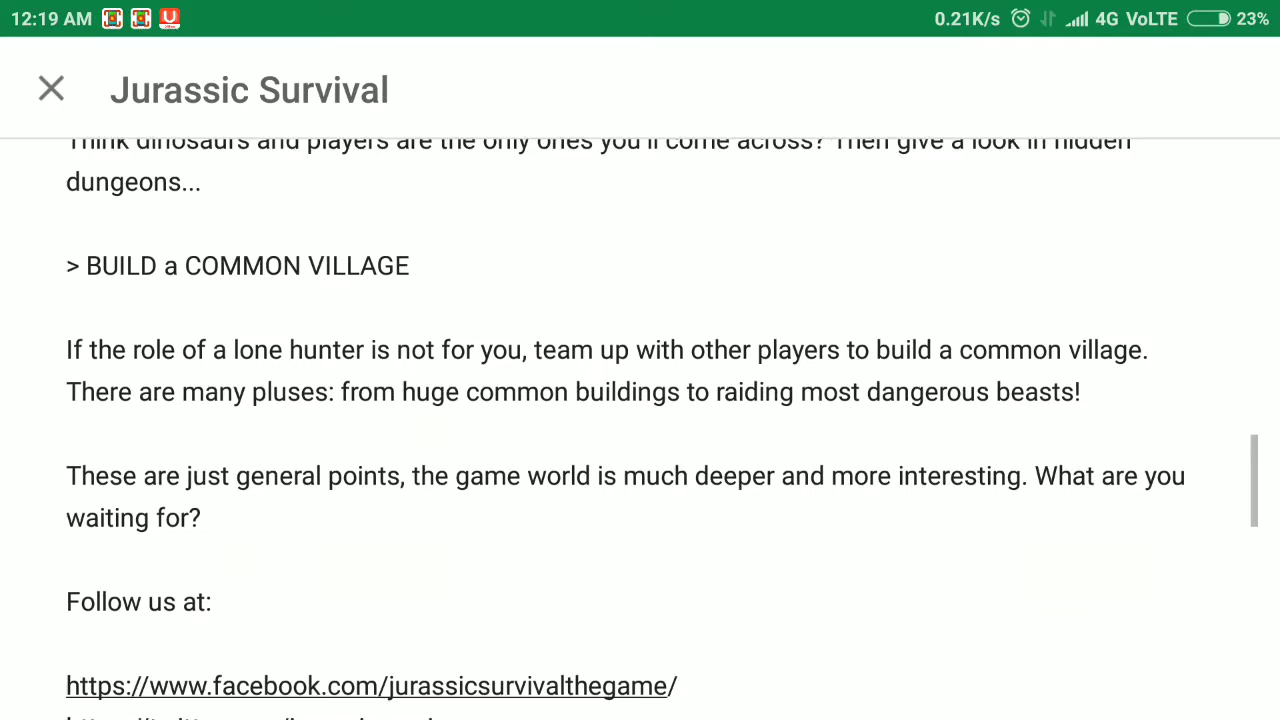 12:19 AM 0.21K/s 4G VoLTE 23%
Jurassic Survival
Think dinosaurs and players are the only ones you'll come across? Then give a look in hidden
dungeons...
> BUILD a COMMON VILLAGE
If the role of a lone hunter is not for you, team up with other players to build a common village.
There are many pluses: from huge common buildings to raiding most dangerous beasts!
These are just general points, the game world is much deeper and more interesting. What are you
waiting for?
Follow us at:
https://www.facebook.com/jurassicsurvivalthegame/